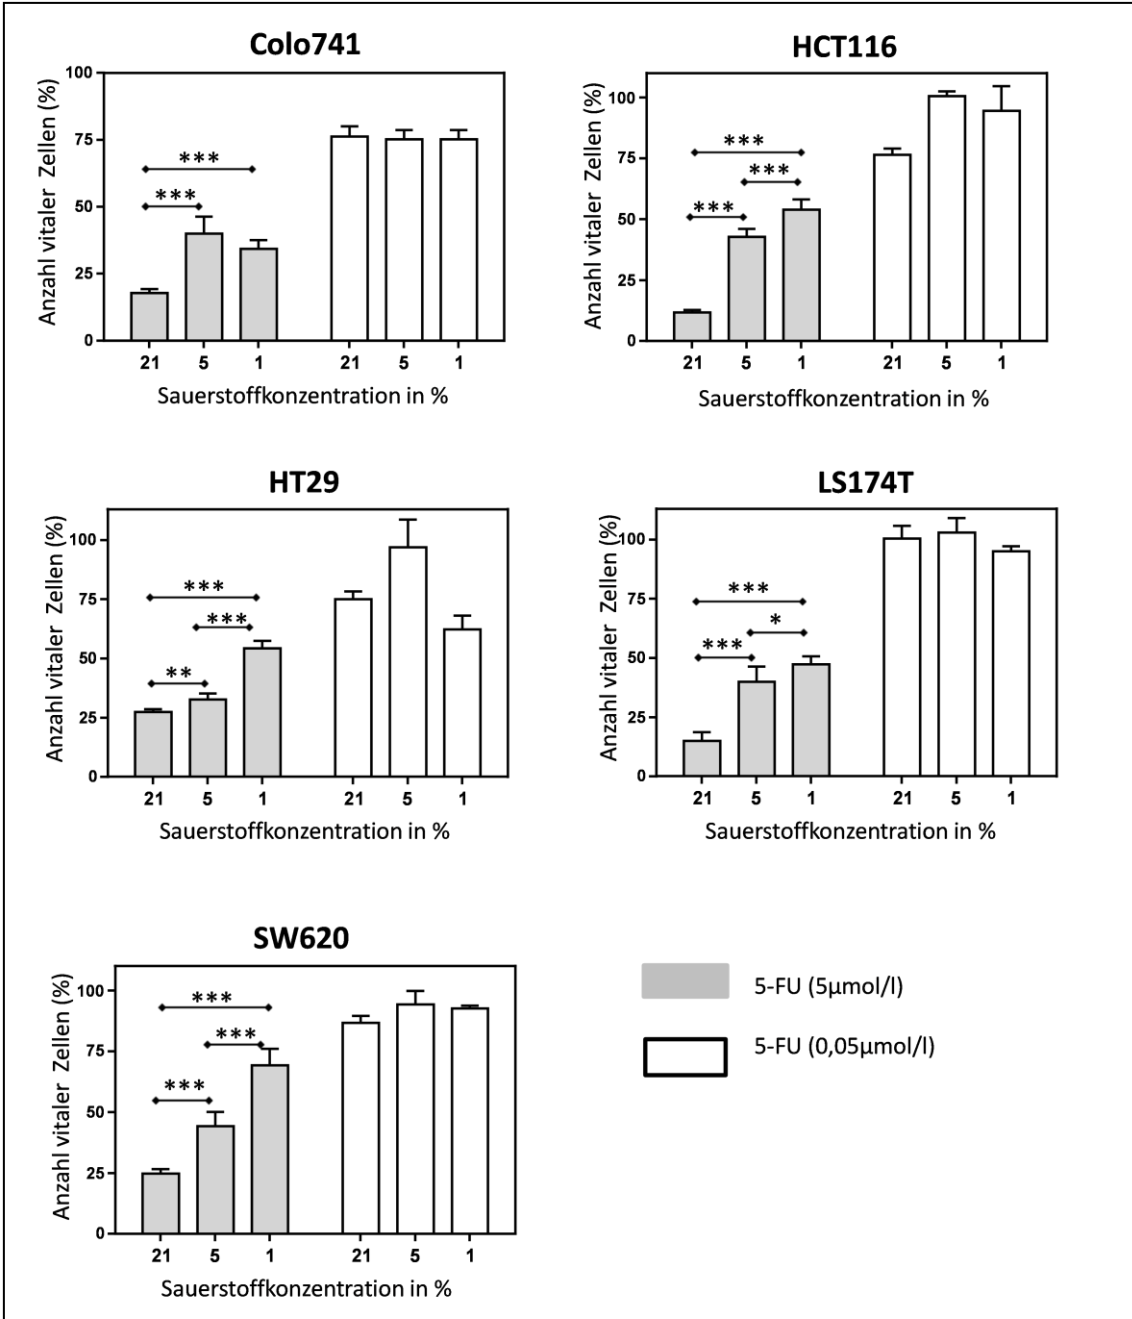 Colo741
Anzahl vitaler Zellen (%)
100
75
50
25
0
***
***
21 5 1 21 5 1
Sauerstoffkonzentration in %
HCT116
Anzahl vitaler Zellen (%)
100
75
50
25
0
***
***
***
21 5 1 21 5 1
Sauerstoffkonzentration in %
HT29
Anzahl vitaler Zellen (%)
100
75
50
25
0
***
***
**
21 5 1 21 5 1
Sauerstoffkonzentration in %
LS174T
Anzahl vitaler Zellen (%)
100
75
50
25
0
***
*
***
21 5 1 21 5 1
Sauerstoffkonzentration in %
SW620
Anzahl vitaler Zellen (%)
100
75
50
25
0
***
***
***
21 5 1 21 5 1
Sauerstoffkonzentration in %
5-FU (5µmol/l)
5-FU (0,05µmol/l)